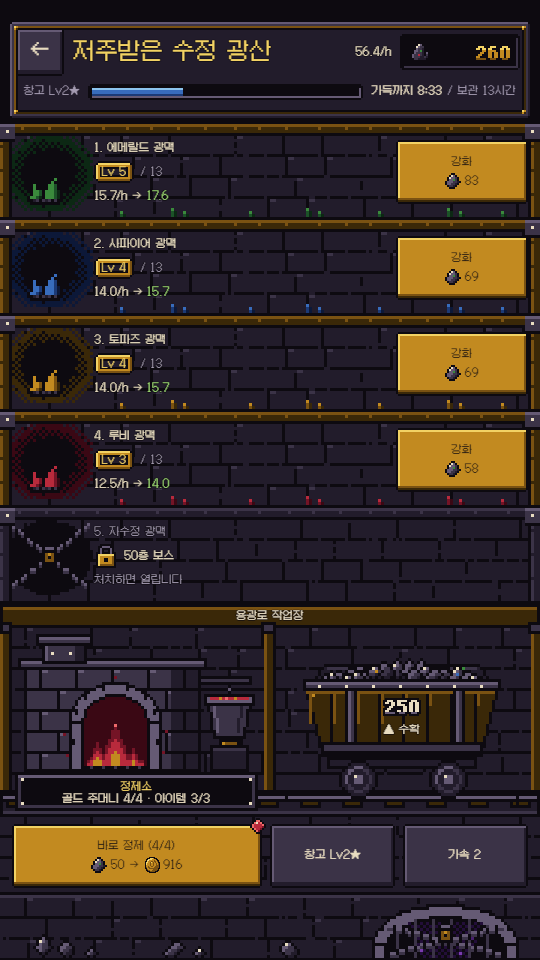 저주받은 수정 광산
56.4/h
260
창고 Lv2★
가득까지 8:33 / 보관 13시간
1. 에메랄드 광맥
Lv 5 / 13
15.7/h → 17.6
강화
83
2. 사파이어 광맥
Lv 4 / 13
14.0/h → 15.7
강화
69
3. 토파즈 광맥
Lv 4 / 13
14.0/h → 15.7
강화
69
4. 루비 광맥
Lv 3 / 13
12.5/h → 14.0
강화
58
5. 자수정 광맥
50층 보스
처치하면 열립니다
용광로 작업장
250
▲ 수확
정제소
골드 주머니 4/4 · 아이템 3/3
바로 정제 (4/4)
50 → 916
창고 Lv2★
가속 2